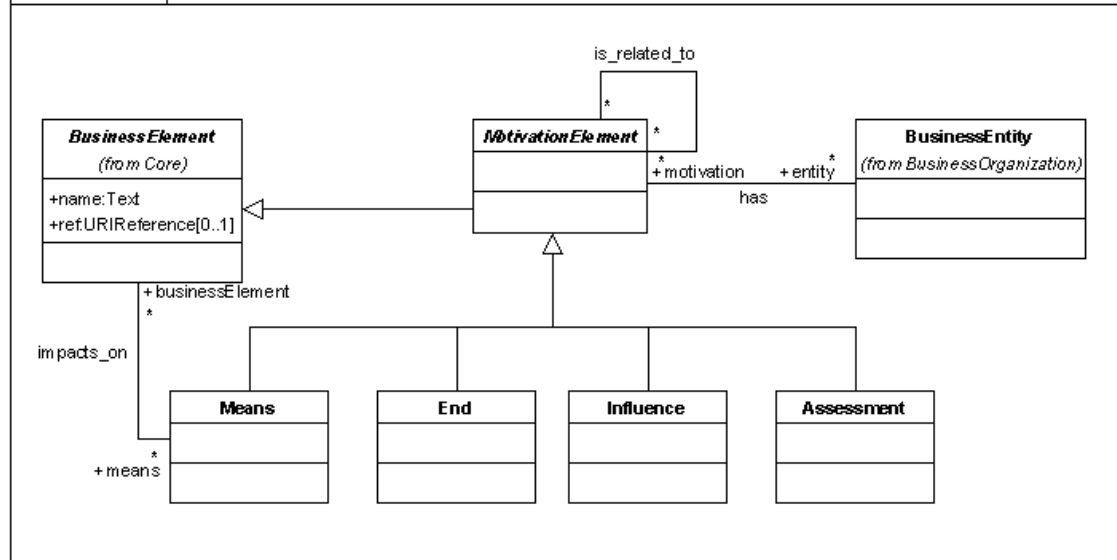 is_related_to
*
*
BusinessElement
(from Core)
+name:Text
+ref:URIReference[0..1]
MotivationElement
BusinessEntity
(from BusinessOrganization)
*
+motivation
*
+entity
has
+businessElement
*
impacts_on
*
+means
Means
End
Influence
Assessment